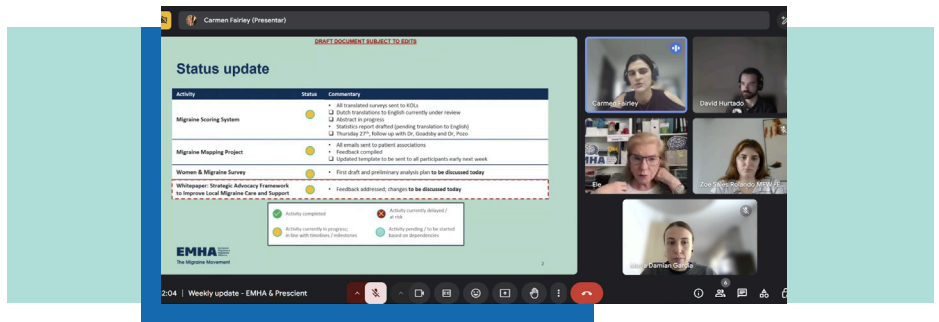 Carmen Fairley (Presentar)
DRAFT DOCUMENT SUBJECT TO EDITS
Status update
Activity Status Commentary
Migraine Scoring System
• All translated surveys sent to KOLs
❑ Dutch translations to English currently under review
❑ Abstract in progress
• Statistics report drafted (pending translation to English)
❑ Thursday 27th, follow up with Dr, Goadsby and Dr, Pozo
Migraine Mapping Project
• All emails sent to patient associations
• Feedback compiled
❑ Updated template to be sent to all participants early next week
Women & Migraine Survey
• First draft and preliminary analysis plan to be discussed today
Whitepaper: Strategic Advocacy Framework
to Improve Local Migraine Care and Support
• Feedback addressed; changes to be discussed today
Activity completed
Activity currently delayed /
at risk
Activity currently in progress;
in line with timelines / milestones
Activity pending / to be started
based on dependencies
EMHA
The Migraine Movement
2
Carmen Fairley
David Hurtado
HA
Ele
Damian Garcia
2:04 | Weekly update - EMHA & Prescient
6